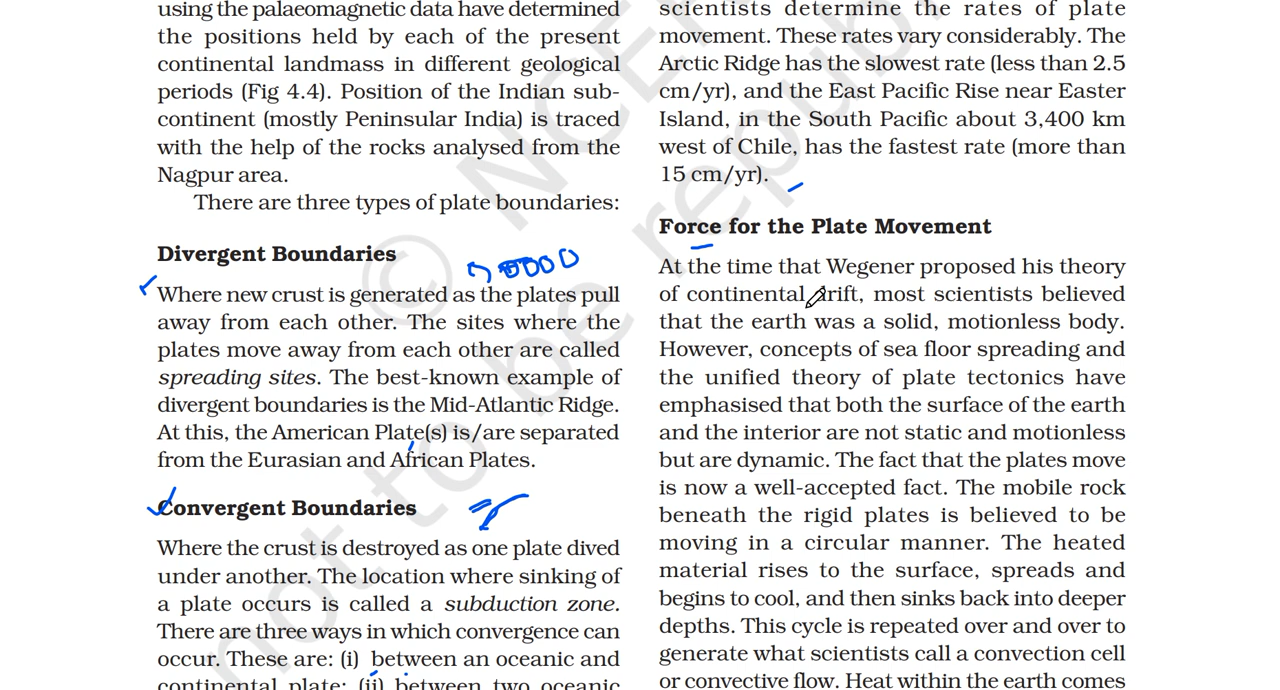 using the palaeomagnetic data have determined
the positions held by each of the present
continental landmass in different geological
periods (Fig 4.4). Position of the Indian sub-
continent (mostly Peninsular India) is traced
with the help of the rocks analysed from the
Nagpur area.
There are three types of plate boundaries:
Divergent Boundaries
Where new crust is generated as the plates pull
away from each other. The sites where the
plates move away from each other are called
spreading sites. The best-known example of
divergent boundaries is the Mid-Atlantic Ridge.
At this, the American Plate(s) is/are separated
from the Eurasian and African Plates.
Convergent Boundaries
Where the crust is destroyed as one plate dived
under another. The location where sinking of
a plate occurs is called a subduction zone.
There are three ways in which convergence can
occur. These are: (i) between an oceanic and
continental plate; (ii) between two oceanic
scientists determine the rates of plate
movement. These rates vary considerably. The
Arctic Ridge has the slowest rate (less than 2.5
cm/yr), and the East Pacific Rise near Easter
Island, in the South Pacific about 3,400 km
west of Chile, has the fastest rate (more than
15 cm/yr).
Force for the Plate Movement
At the time that Wegener proposed his theory
of continental drift, most scientists believed
that the earth was a solid, motionless body.
However, concepts of sea floor spreading and
the unified theory of plate tectonics have
emphasised that both the surface of the earth
and the interior are not static and motionless
but are dynamic. The fact that the plates move
is now a well-accepted fact. The mobile rock
beneath the rigid plates is believed to be
moving in a circular manner. The heated
material rises to the surface, spreads and
begins to cool, and then sinks back into deeper
depths. This cycle is repeated over and over to
generate what scientists call a convection cell
or convective flow. Heat within the earth comes
© NCE
not to be repub